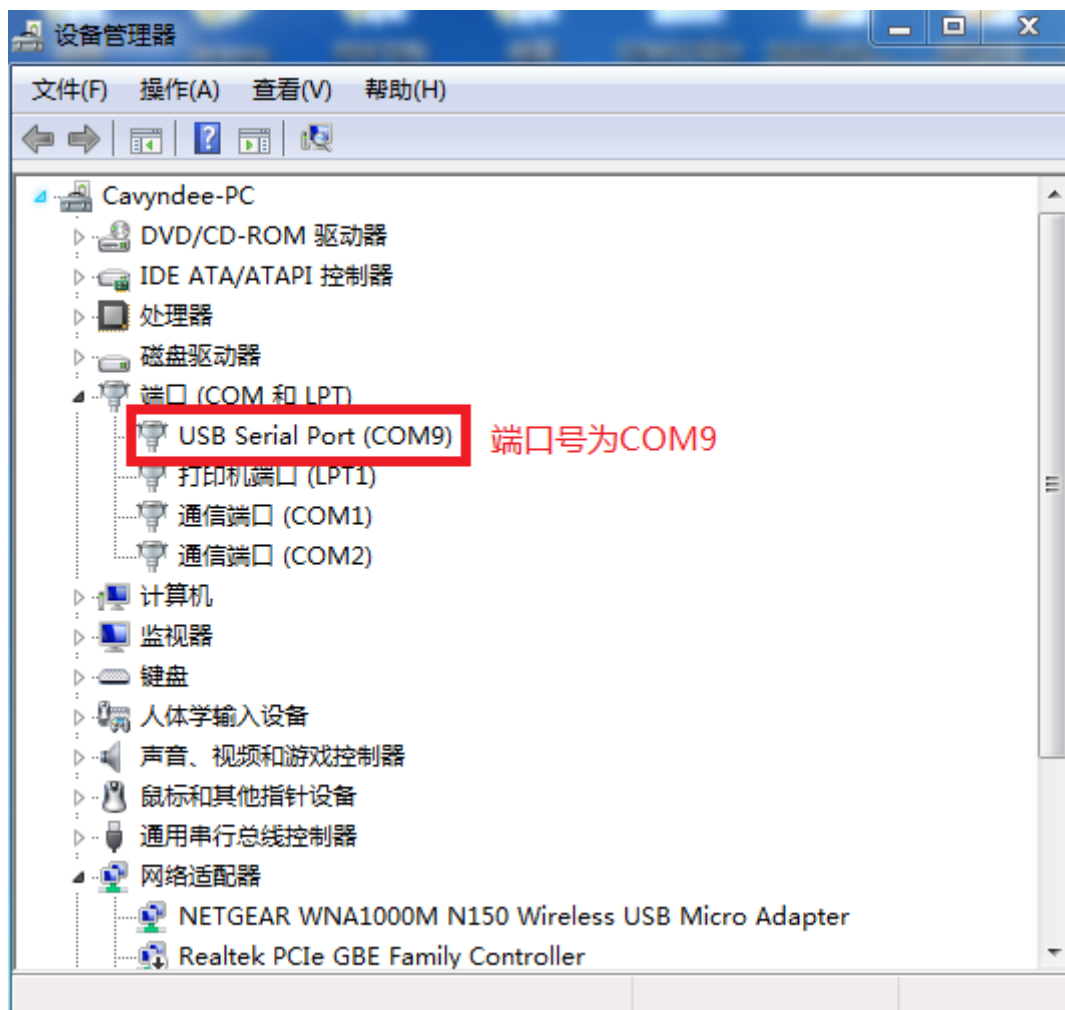 设备管理器
文件(F) 操作(A) 查看(V) 帮助(H)
Cavyndee-PC
DVD/CD-ROM 驱动器
IDE ATA/ATAPI 控制器
处理器
磁盘驱动器
端口 (COM 和 LPT)
USB Serial Port (COM9) 端口号为COM9
打印机端口 (LPT1)
通信端口 (COM1)
通信端口 (COM2)
计算机
监视器
键盘
人体学输入设备
声音、视频和游戏控制器
鼠标和其他指针设备
通用串行总线控制器
网络适配器
NETGEAR WNA1000M N150 Wireless USB Micro Adapter
Realtek PCIe GBE Family Controller